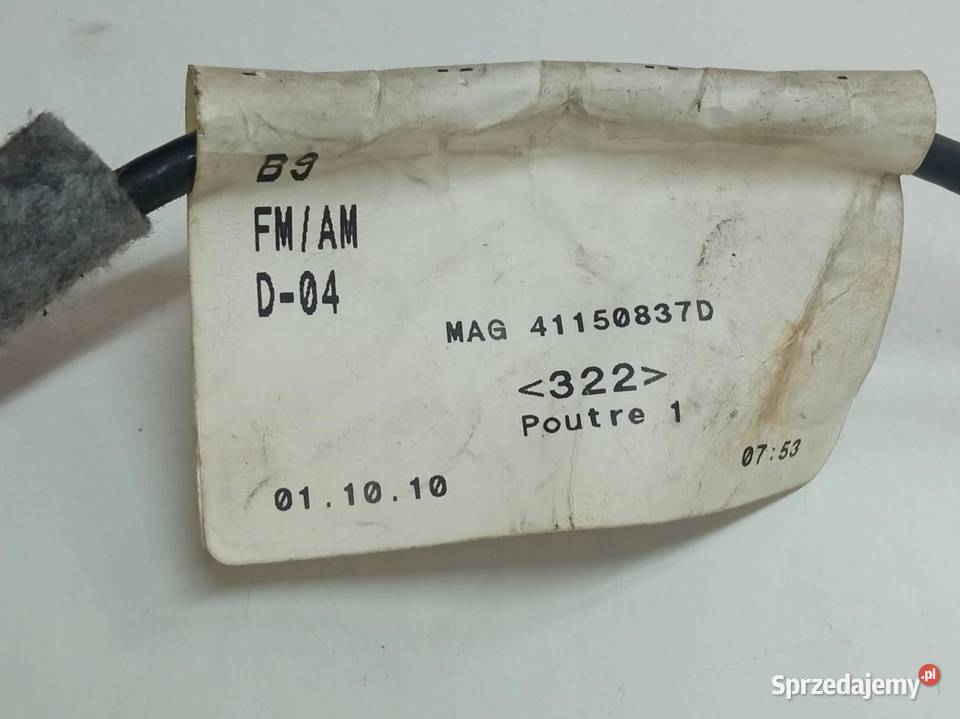 B9
FM/AM
D-04
MAG 41150837D
<322>
Poutre 1
07:53
01.10.10
Sprzedajemy.pl